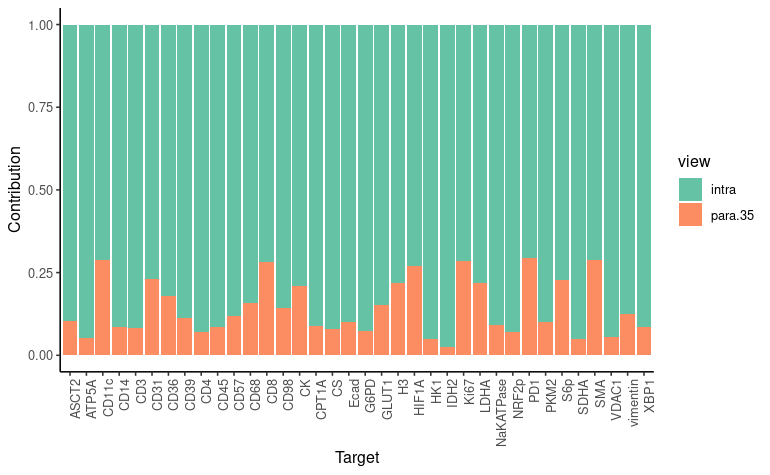 1.00
0.75
0.50
0.25
0.00
Contribution
ASCT2
ATP5A
CD11c
CD14
CD3
CD31
CD36
CD39
CD4
CD45
CD57
CD68
CD8
CD98
CK
CPT1A
CS
Ecad
G6PD
GLUT1
H3
HIF1A
HK1
IDH2
Ki67
LDHA
NaKATPase
NRF2p
PD1
PKM2
S6p
SDHA
SMA
VDAC1
vimentin
XBP1
Target
view
intra
para.35